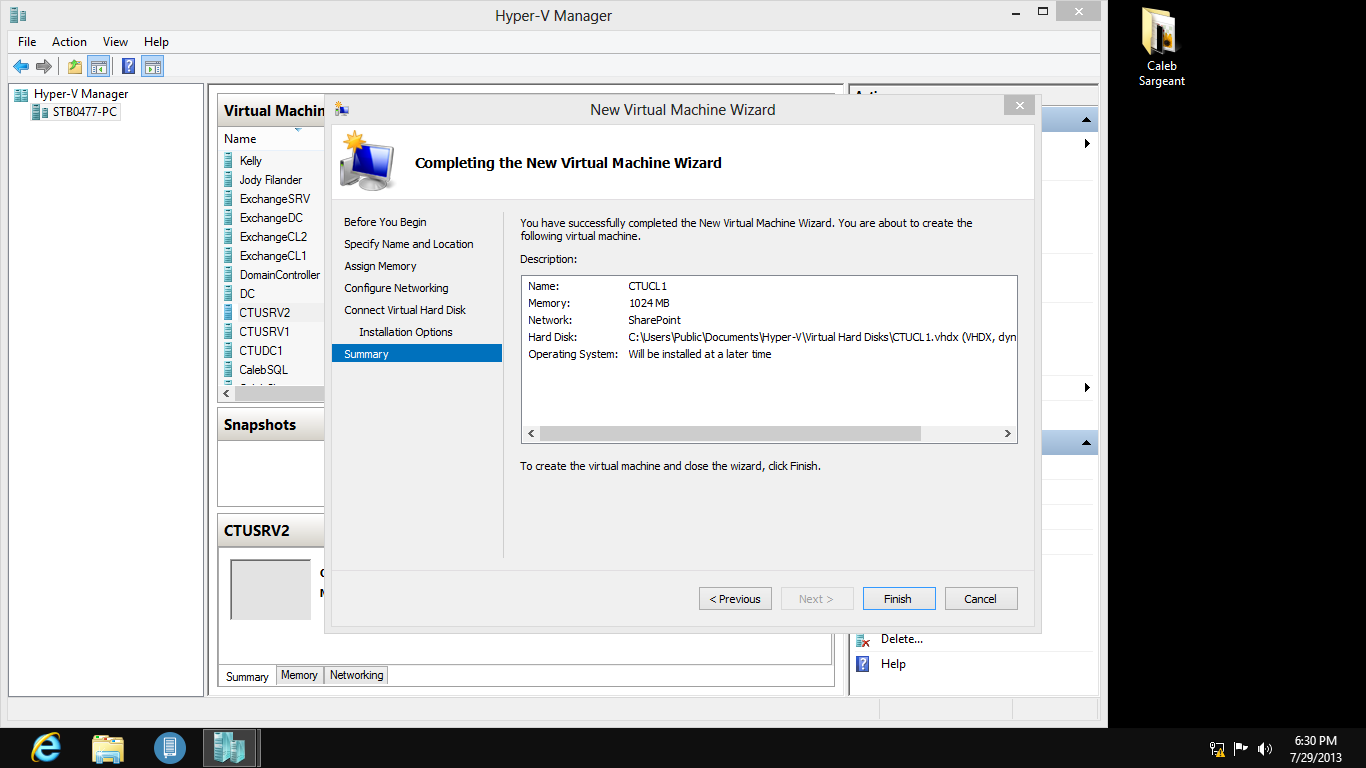 Hyper-V Manager
File Action View Help
Hyper-V Manager
STB0477-PC
Virtual Machin
Name
Kelly
Jody Filander
ExchangeSRV
ExchangeDC
ExchangeCL2
ExchangeCL1
DomainController
DC
CTUSRV2
CTUSRV1
CTUDC1
CalebSQL
Snapshots
CTUSRV2
Summary Memory Networking
New Virtual Machine Wizard
Completing the New Virtual Machine Wizard
Before You Begin
Specify Name and Location
Assign Memory
Configure Networking
Connect Virtual Hard Disk
Installation Options
Summary
You have successfully completed the New Virtual Machine Wizard. You are about to create the
following virtual machine.
Description:
Name: CTUCL1
Memory: 1024 MB
Network: SharePoint
Hard Disk: C:\Users\Public\Documents\Hyper-V\Virtual Hard Disks\CTUCL1.vhdx (VHDX, dyn
Operating System: Will be installed at a later time
To create the virtual machine and close the wizard, click Finish.
< Previous Next > Finish Cancel
Delete...
Help
Caleb
Sargeant
6:30 PM
7/29/2013